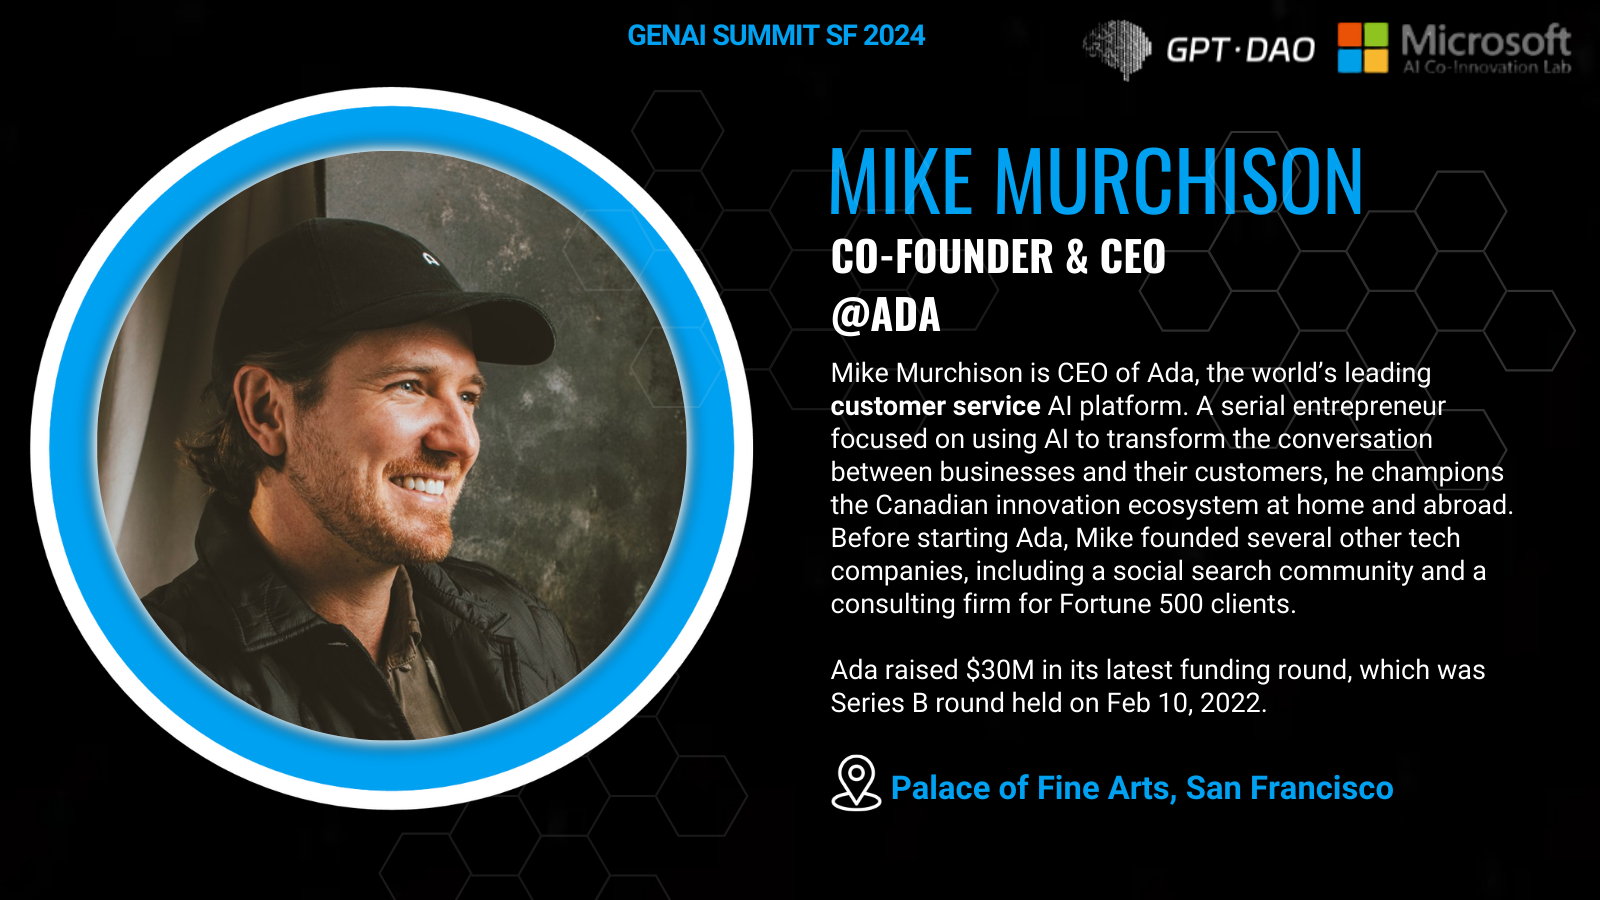 GENAI SUMMIT SF 2024
GPT·DAO
Microsoft
AI Co-Innovation Lab
MIKE MURCHISON
CO-FOUNDER & CEO
@ADA
Mike Murchison is CEO of Ada, the world’s leading
customer service AI platform. A serial entrepreneur
focused on using AI to transform the conversation
between businesses and their customers, he champions
the Canadian innovation ecosystem at home and abroad.
Before starting Ada, Mike founded several other tech
companies, including a social search community and a
consulting firm for Fortune 500 clients.
Ada raised $30M in its latest funding round, which was
Series B round held on Feb 10, 2022.
Palace of Fine Arts, San Francisco